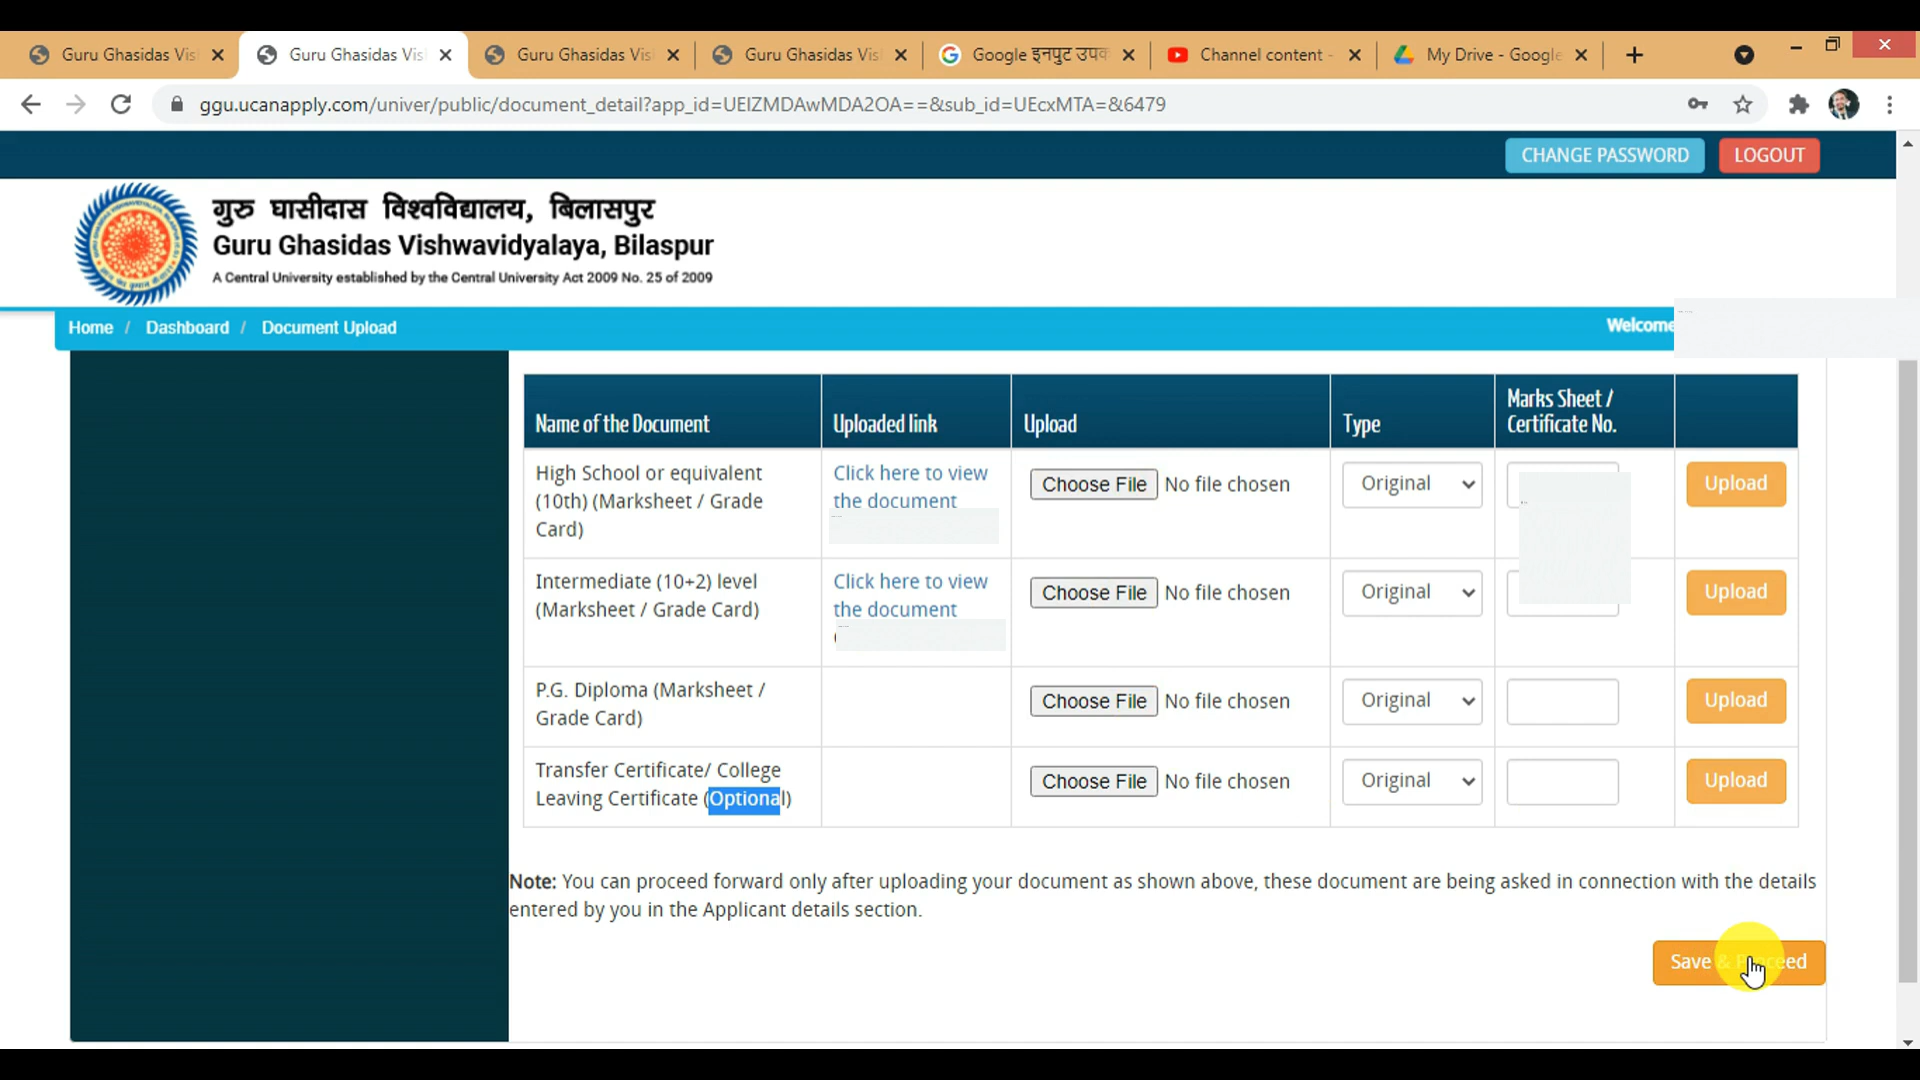 Guru Ghasidas Vis
Guru Ghasidas Vis
Guru Ghasidas Vis
Guru Ghasidas Vis
Google इनपुट उपक
Channel content -
My Drive - Google
ggu.ucanapply.com/univer/public/document_detail?app_id=UElZMDAwMDA2OA==&sub_id=UEcxMTA=&6479
CHANGE PASSWORD
LOGOUT
गुरु घासीदास विश्वविद्यालय, बिलासपुर
Guru Ghasidas Vishwavidyalaya, Bilaspur
A Central University established by the Central University Act 2009 No. 25 of 2009
Home / Dashboard / Document Upload
Welcome
Name of the Document
Uploaded link
Upload
Type
Marks Sheet /
Certificate No.
High School or equivalent
(10th) (Marksheet / Grade
Card)
Click here to view
the document
Choose File No file chosen
Original
Upload
Intermediate (10+2) level
(Marksheet / Grade Card)
Click here to view
the document
Choose File No file chosen
Original
Upload
P.G. Diploma (Marksheet /
Grade Card)
Choose File No file chosen
Original
Upload
Transfer Certificate/ College
Leaving Certificate (Optional)
Choose File No file chosen
Original
Upload
Note: You can proceed forward only after uploading your document as shown above, these document are being asked in connection with the details
entered by you in the Applicant details section.
Save & Proceed